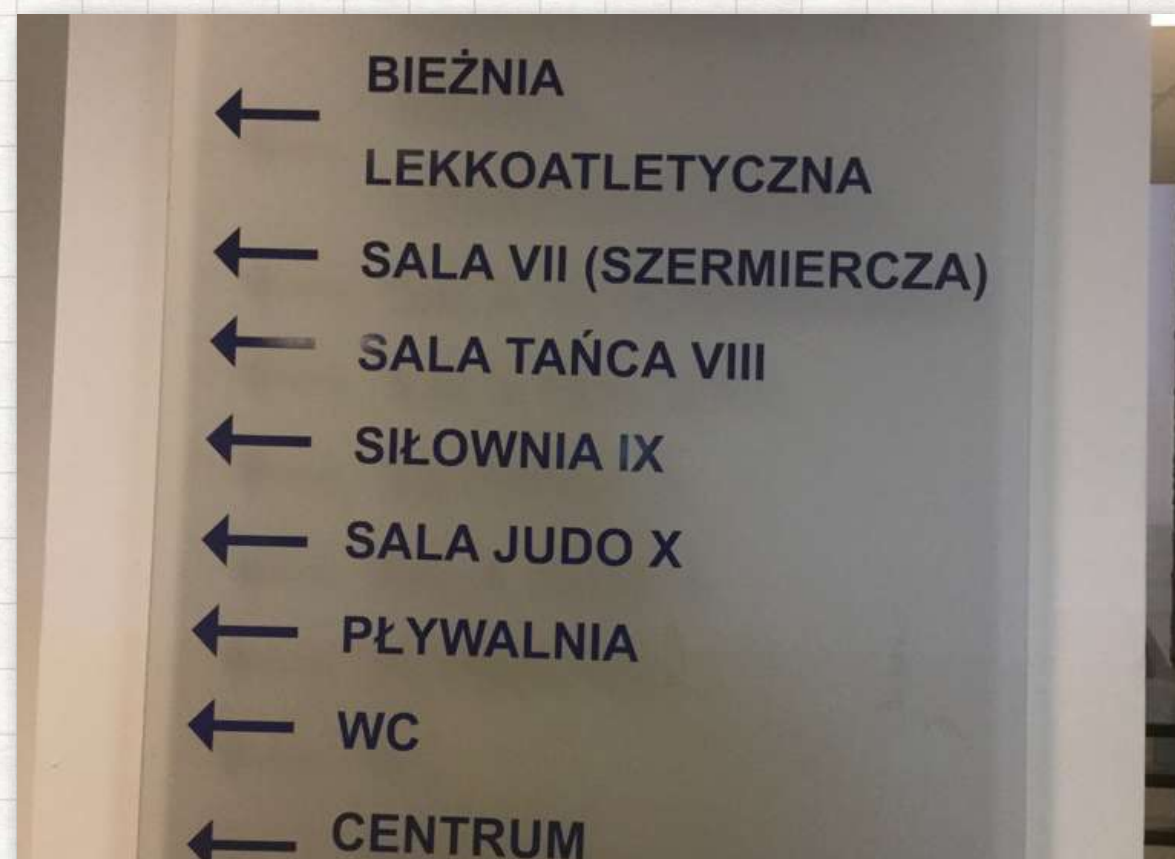 BIEŻNIA
LEKKOATLETYCZNA
SALA VII (SZERMIERCZA)
SALA TAŃCA VIII
SIŁOWNIA IX
SALA JUDO X
PŁYWALNIA
WC
CENTRUM